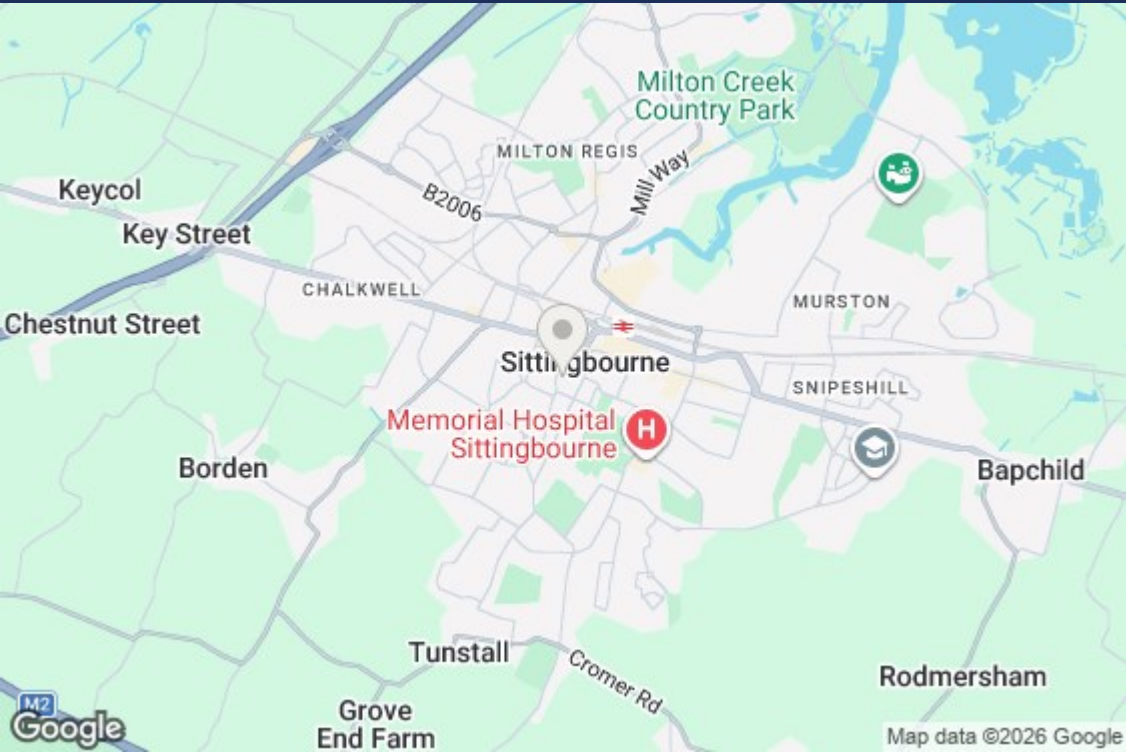 Milton Creek
Country Park
MILTON REGIS
Mill Way
Keycol
B2006
Key Street
CHALKWELL
MURSTON
Chestnut Street
Sittingbourne
SNIPESHILL
Memorial Hospital
Sittingbourne
H
Borden
Bapchild
Tunstall
Cromer Rd
Rodmersham
M2
Grove
End Farm
Google
Map data ©2026 Google